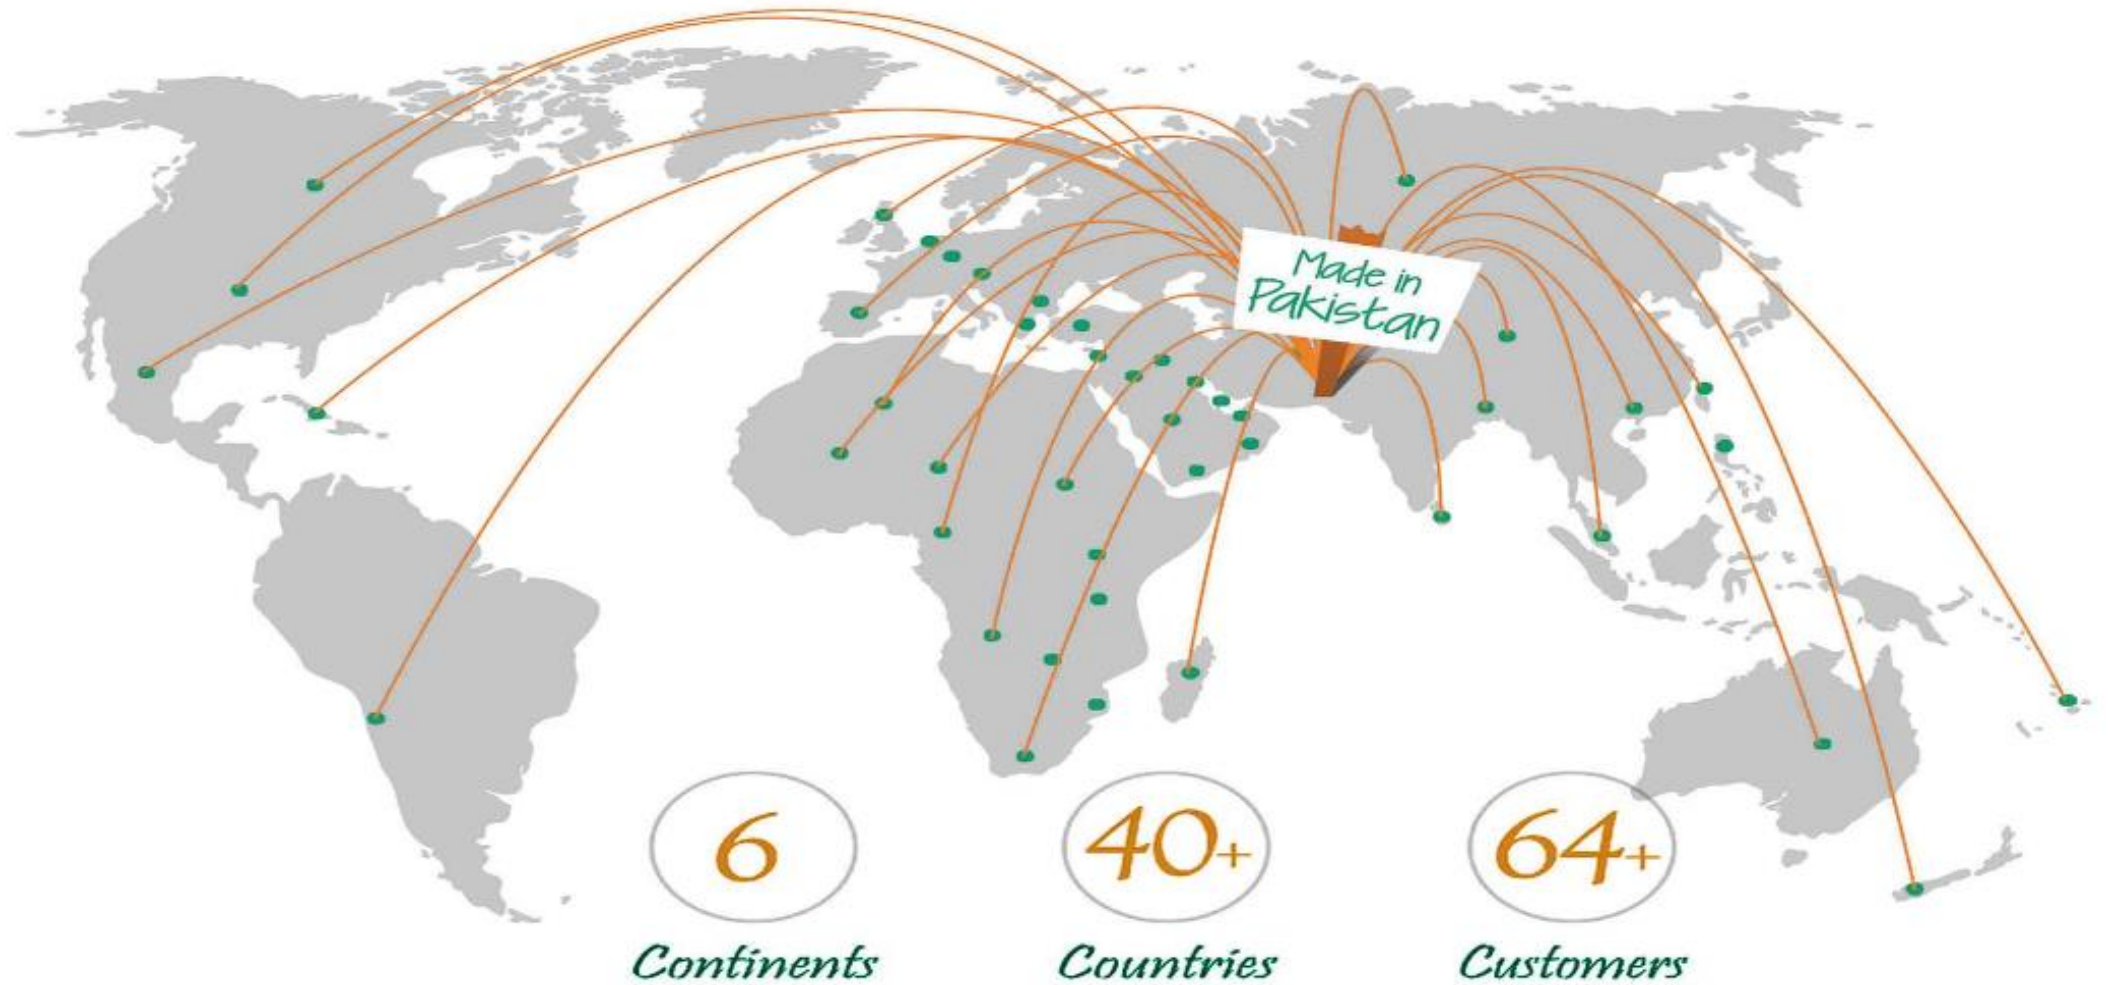 Made in
Pakistan
6
40+
64+
Continents
Countries
Customers